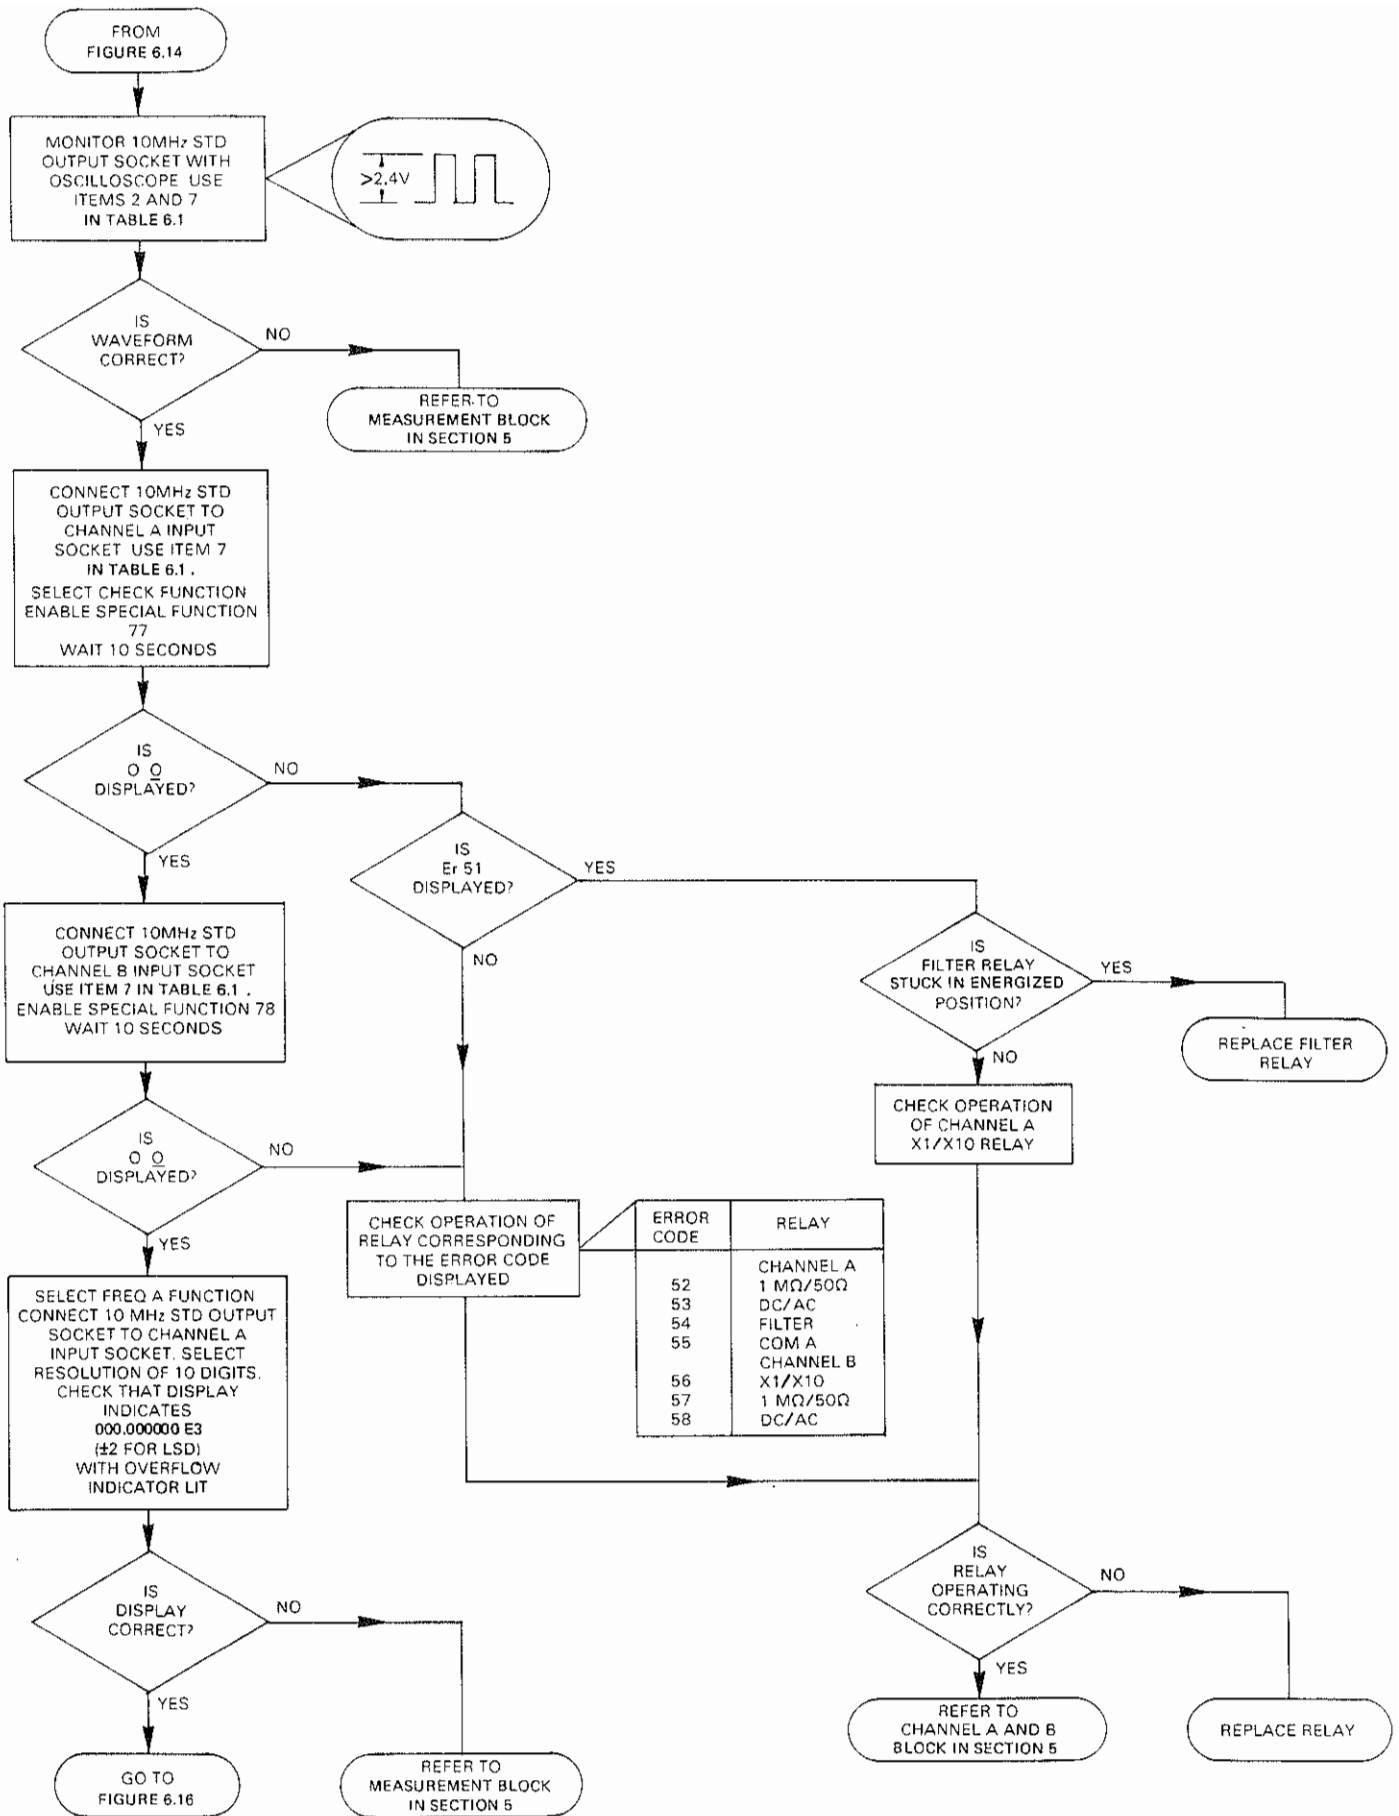 FROM
FIGURE 6.14
MONITOR 10MHz STD
OUTPUT SOCKET WITH
OSCILLOSCOPE USE
ITEMS 2 AND 7
IN TABLE 6.1
>2.4V
IS
WAVEFORM
CORRECT?
NO
REFER TO
MEASUREMENT BLOCK
IN SECTION 5
YES
CONNECT 10MHz STD
OUTPUT SOCKET TO
CHANNEL A INPUT
SOCKET USE ITEM 7
IN TABLE 6.1.
SELECT CHECK FUNCTION
ENABLE SPECIAL FUNCTION
77
WAIT 10 SECONDS
IS
O O
DISPLAYED?
NO
YES
IS
Er 51
DISPLAYED?
YES
NO
CONNECT 10MHz STD
OUTPUT SOCKET TO
CHANNEL B INPUT SOCKET
USE ITEM 7 IN TABLE 6.1.
ENABLE SPECIAL FUNCTION 78
WAIT 10 SECONDS
IS
FILTER RELAY
STUCK IN ENERGIZED
POSITION?
YES
REPLACE FILTER
RELAY
NO
CHECK OPERATION
OF CHANNEL A
X1/X10 RELAY
IS
O O
DISPLAYED?
NO
YES
CHECK OPERATION OF
RELAY CORRESPONDING
TO THE ERROR CODE
DISPLAYED
ERROR
CODE
RELAY
CHANNEL A
52 1 MΩ/50Ω
53 DC/AC
54 FILTER
55 COM A
CHANNEL B
56 X1/X10
57 1 MΩ/50Ω
58 DC/AC
SELECT FREQ A FUNCTION
CONNECT 10 MHz STD OUTPUT
SOCKET TO CHANNEL A
INPUT SOCKET. SELECT
RESOLUTION OF 10 DIGITS.
CHECK THAT DISPLAY
INDICATES
000.000000 E3
(±2 FOR LSD)
WITH OVERFLOW
INDICATOR LIT
IS
DISPLAY
CORRECT?
NO
YES
IS
RELAY
OPERATING
CORRECTLY?
NO
YES
GO TO
FIGURE 6.16
REFER TO
MEASUREMENT BLOCK
IN SECTION 5
REFER TO
CHANNEL A AND B
BLOCK IN SECTION 5
REPLACE RELAY